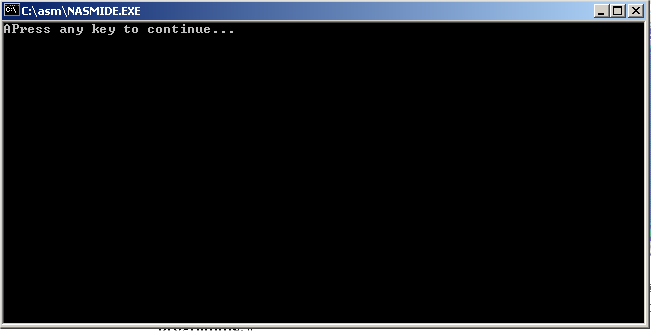 C:\asm\NASMIDE.EXE
APress any key to continue...